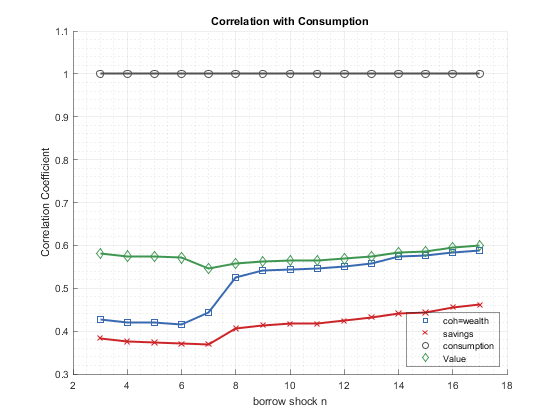 Correlation with Consumption
1.1
1
0.9
0.8
0.7
0.6
0.5
0.4
0.3
Correlation Coefficient
2 4 6 8 10 12 14 16 18
borrow shock n
coh=wealth
savings
consumption
Value